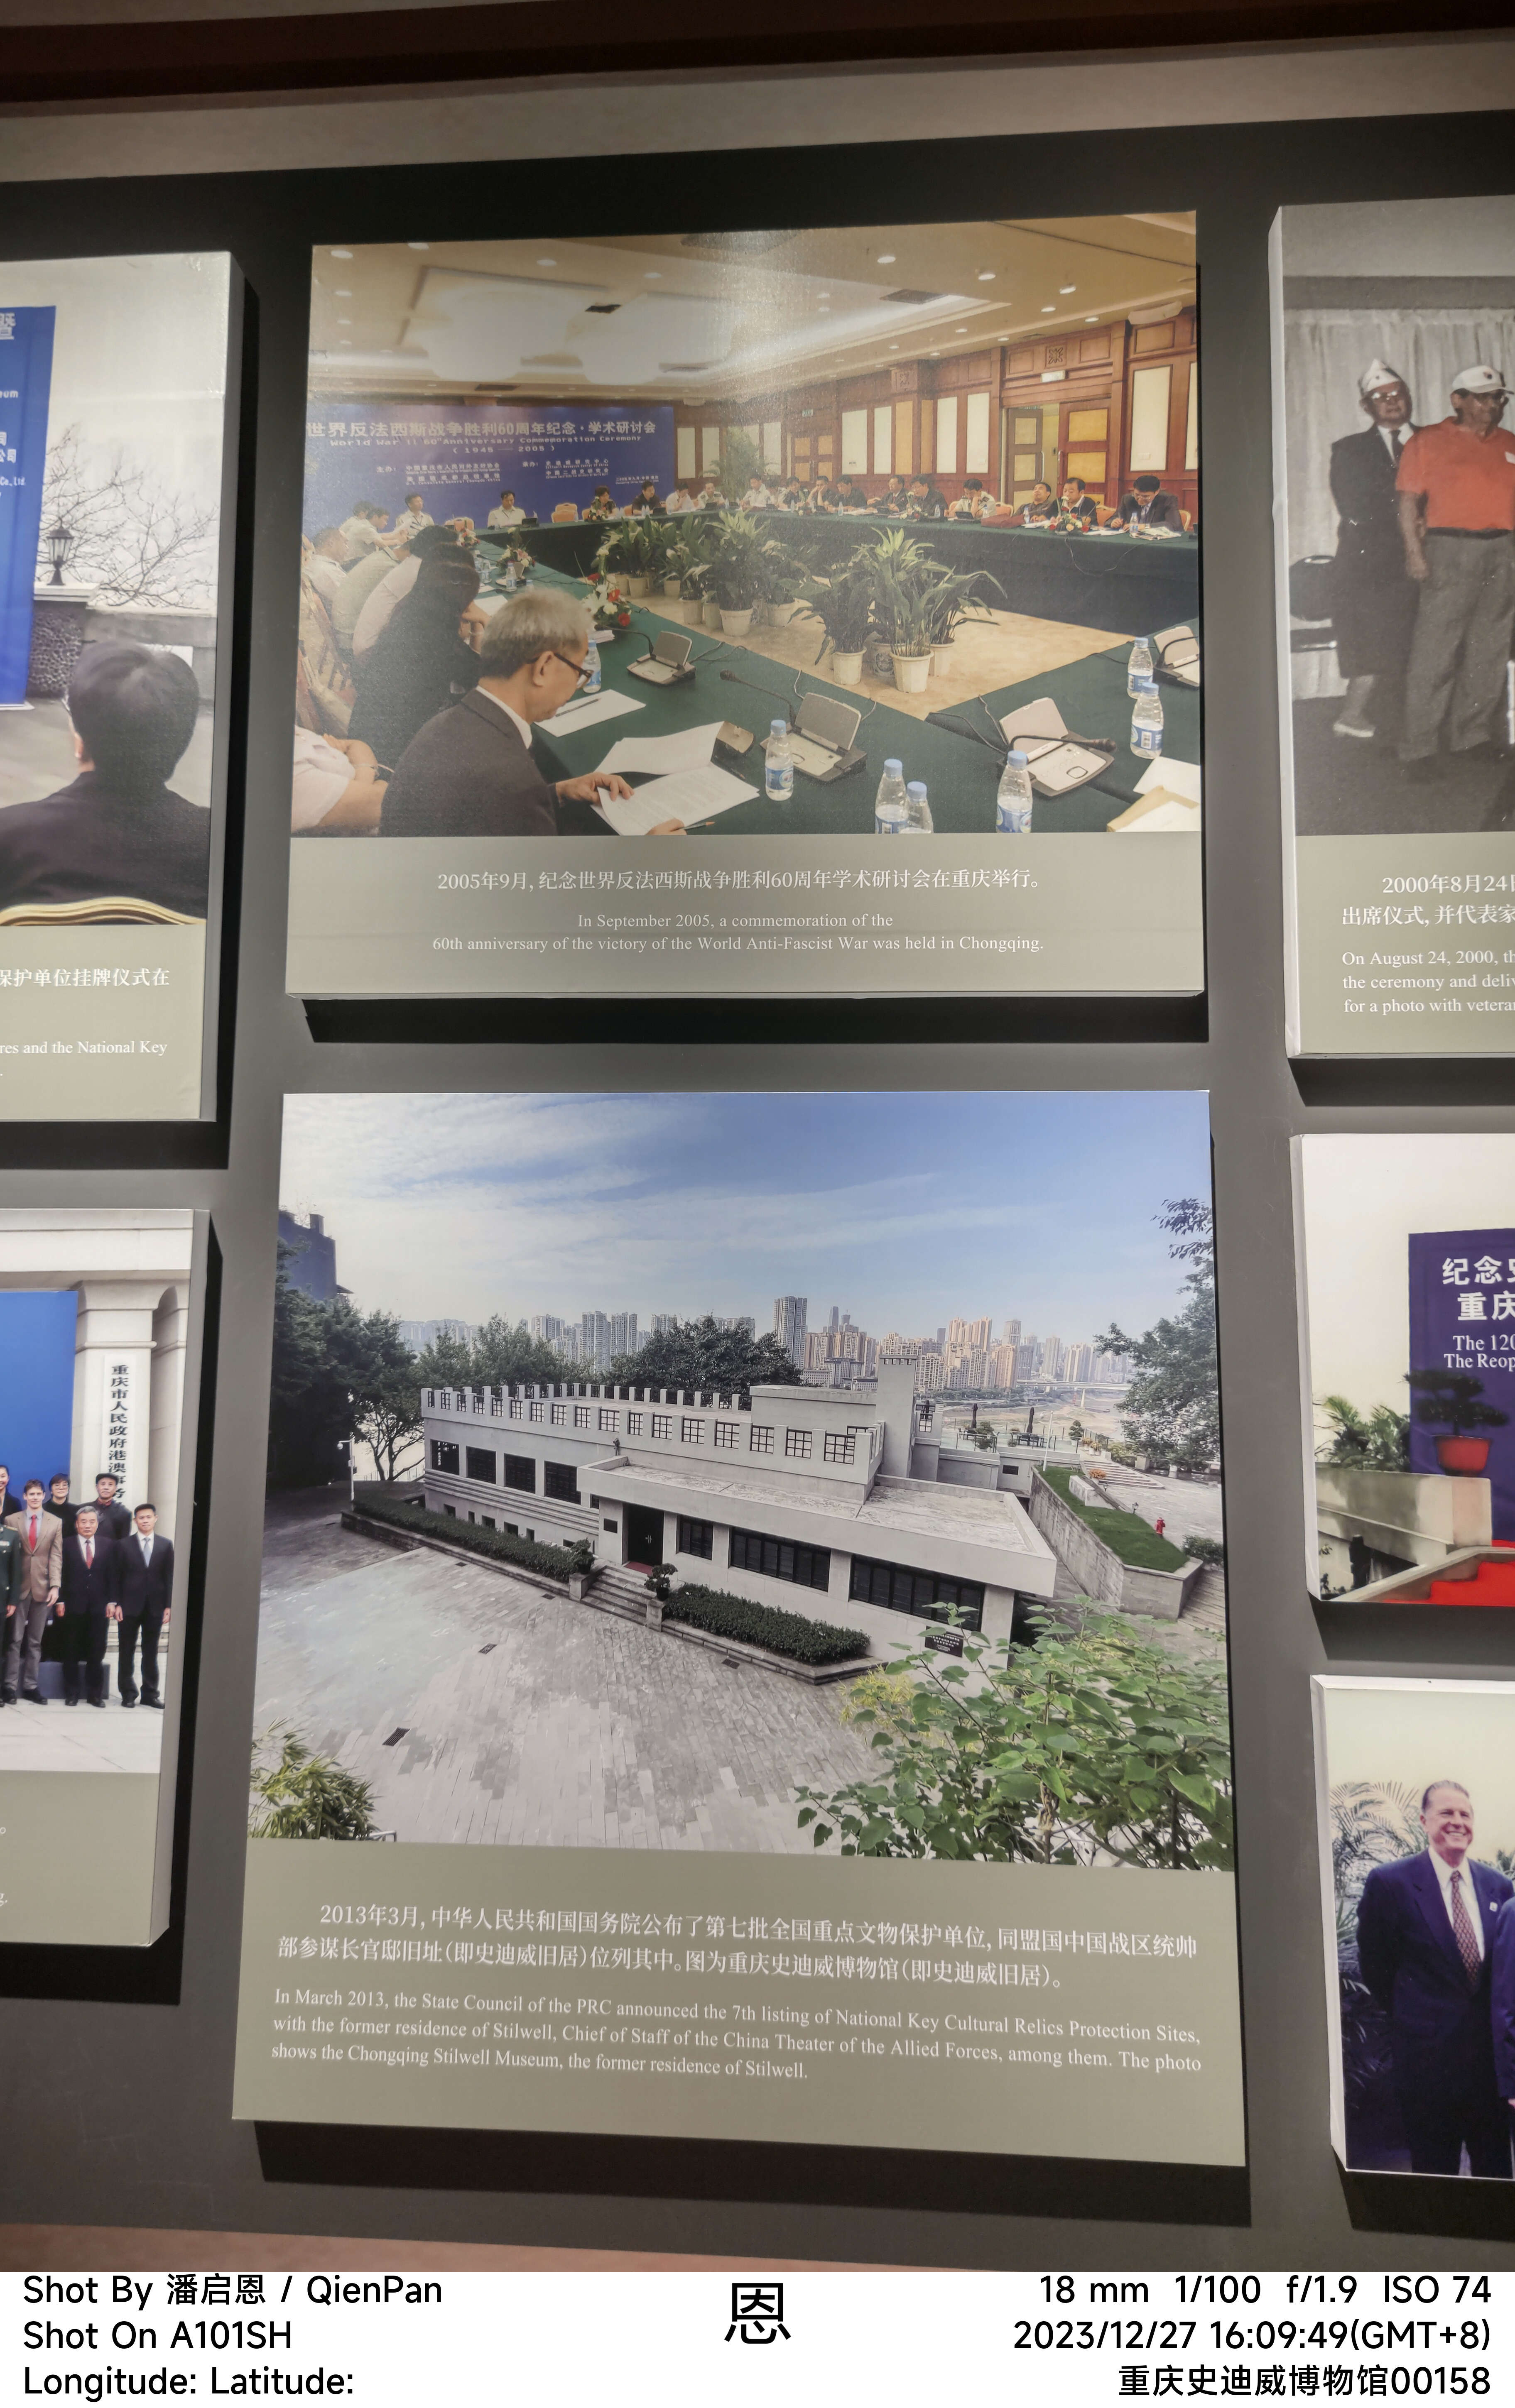 世界反法西斯战争胜利60周年纪念·学术研讨会
World War II 60 Anniversary Commemoration Ceremony
(1945 — 2005)
2005年9月, 纪念世界反法西斯战争胜利60周年学术研讨会在重庆举行。
In September 2005, a commemoration of the
60th anniversary of the victory of the World Anti-Fascist War was held in Chongqing.
保护单位挂牌仪式在
res and the National Key
Co., Ltd.
2000年8月24
出席仪式, 并代表家
On August 24, 2000, th
the ceremony and deliv
for a photo with vetera
重庆市人民政府港澳事务
纪念史
重庆
The 120
The Reop
2013年3月, 中华人民共和国国务院公布了第七批全国重点文物保护单位, 同盟国中国战区统帅
部参谋长官邸旧址(即史迪威旧居)位列其中。图为重庆史迪威博物馆(即史迪威旧居)。
In March 2013, the State Council of the PRC announced the 7th listing of National Key Cultural Relics Protection Sites,
with the former residence of Stilwell, Chief of Staff of the China Theater of the Allied Forces, among them. The photo
shows the Chongqing Stilwell Museum, the former residence of Stilwell.
Shot By 潘启恩 / QienPan
Shot On A101SH
Longitude: Latitude:
恩
18 mm 1/100 f/1.9 ISO 74
2023/12/27 16:09:49(GMT+8)
重庆史迪威博物馆00158